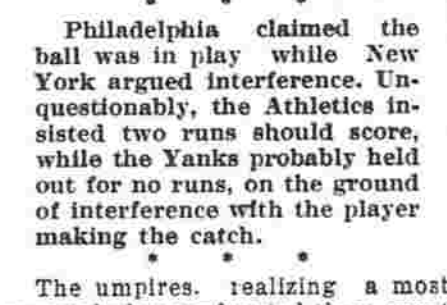 Philadelphia claimed the
ball was in play while New
York argued interference. Un-
questionably, the Athletics in-
sisted two runs should score,
while the Yanks probably held
out for no runs, on the ground
of interference with the player
making the catch.
* * *
The umpires. realizing a most